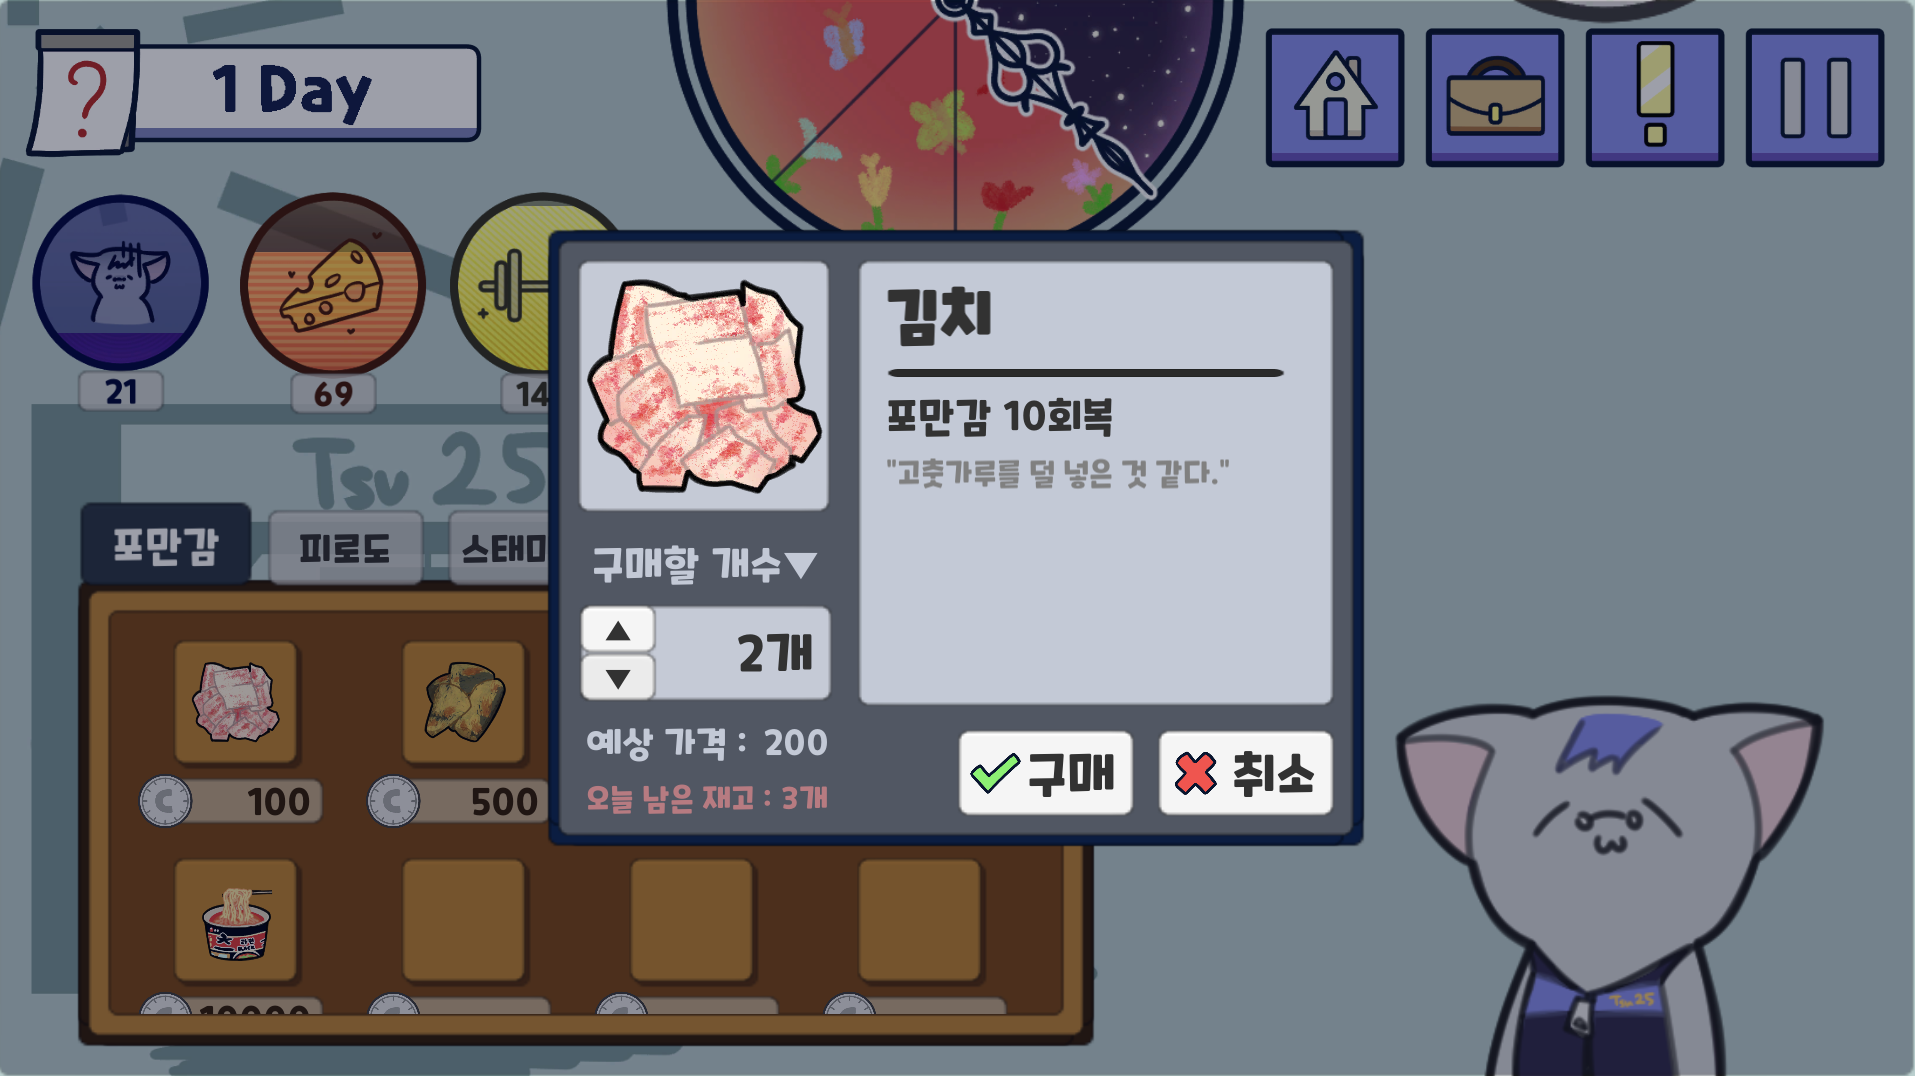 ?
1 Day
21
69
14
Tsv 25
포만감
피로도
스태미
김치
포만감 10회복
"고춧가루를 덜 넣은 것 같다."
구매할 개수▼
▲
▼
2개
예상 가격 : 200
오늘 남은 재고 : 3개
구매
취소
100
500
10000
Tsv 25